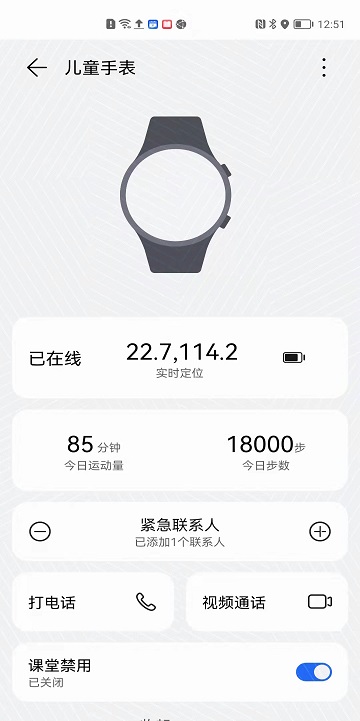 12:51
儿童手表
已在线
22.7,114.2
实时定位
85 分钟
今日运动量
18000步
今日步数
紧急联系人
已添加1个联系人
打电话
视频通话
课堂禁用
已关闭